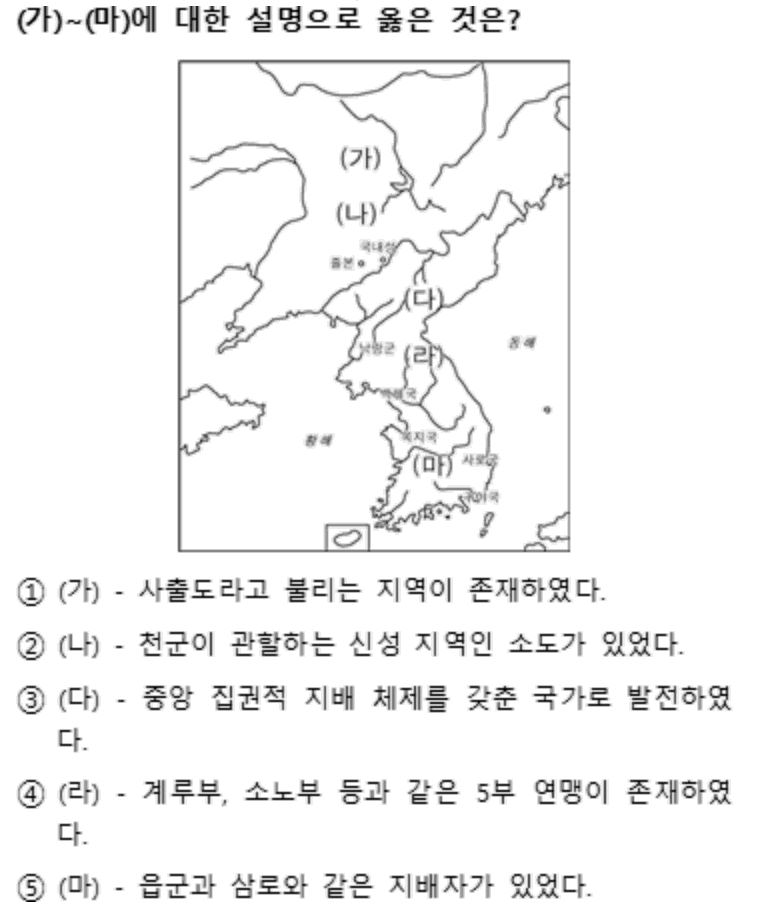 (가)~(마)에 대한 설명으로 옳은 것은?
(가)
(나)
국내성
졸본
(다)
낙랑군
(라)
동해
백제국
황해
목지국
(마)
사로국
구야국
① (가) - 사출도라고 불리는 지역이 존재하였다.
② (나) - 천군이 관할하는 신성 지역인 소도가 있었다.
③ (다) - 중앙 집권적 지배 체제를 갖춘 국가로 발전하였
다.
④ (라) - 계루부, 소노부 등과 같은 5부 연맹이 존재하였
다.
⑤ (마) - 읍군과 삼로와 같은 지배자가 있었다.